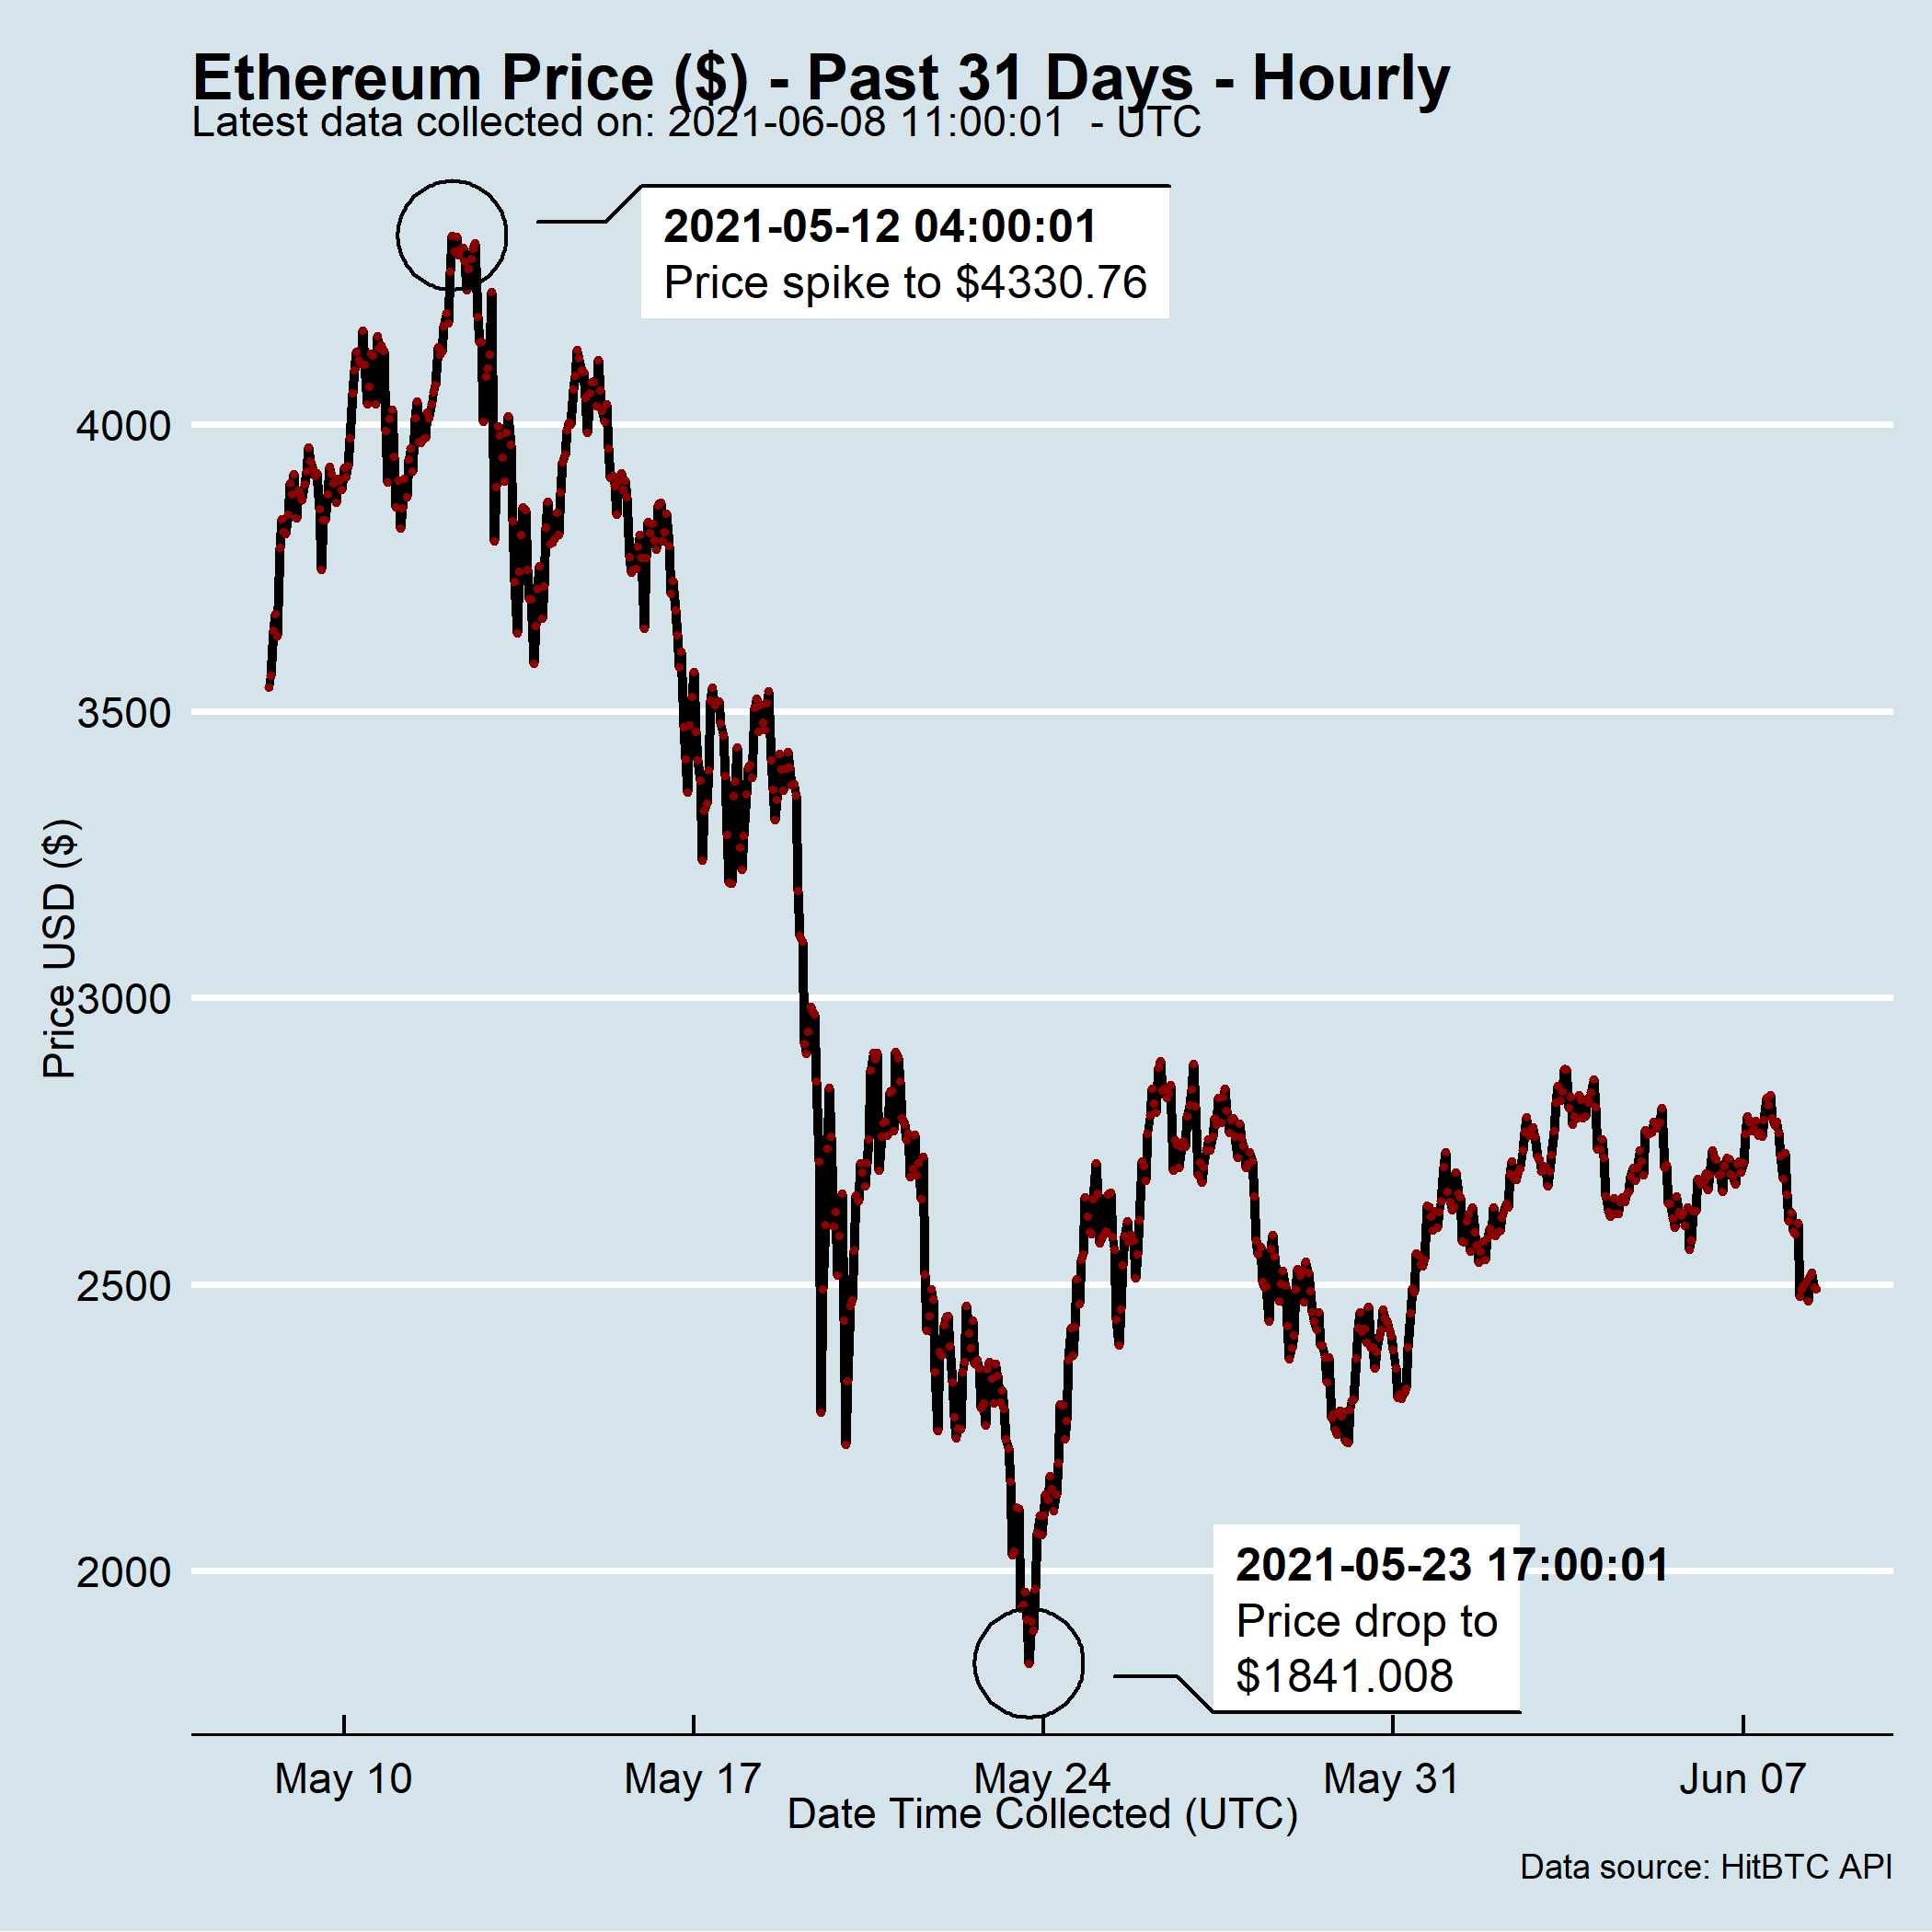 Ethereum Price ($) - Past 31 Days - Hourly
Latest data collected on: 2021-06-08 11:00:01  - UTC
2021-05-12 04:00:01
Price spike to $4330.76
4000
3500
3000
2500
2000
Price USD ($)
2021-05-23 17:00:01
Price drop to
$1841.008
May 10
May 17
May 24
May 31
Jun 07
Date Time Collected (UTC)
Data source: HitBTC API